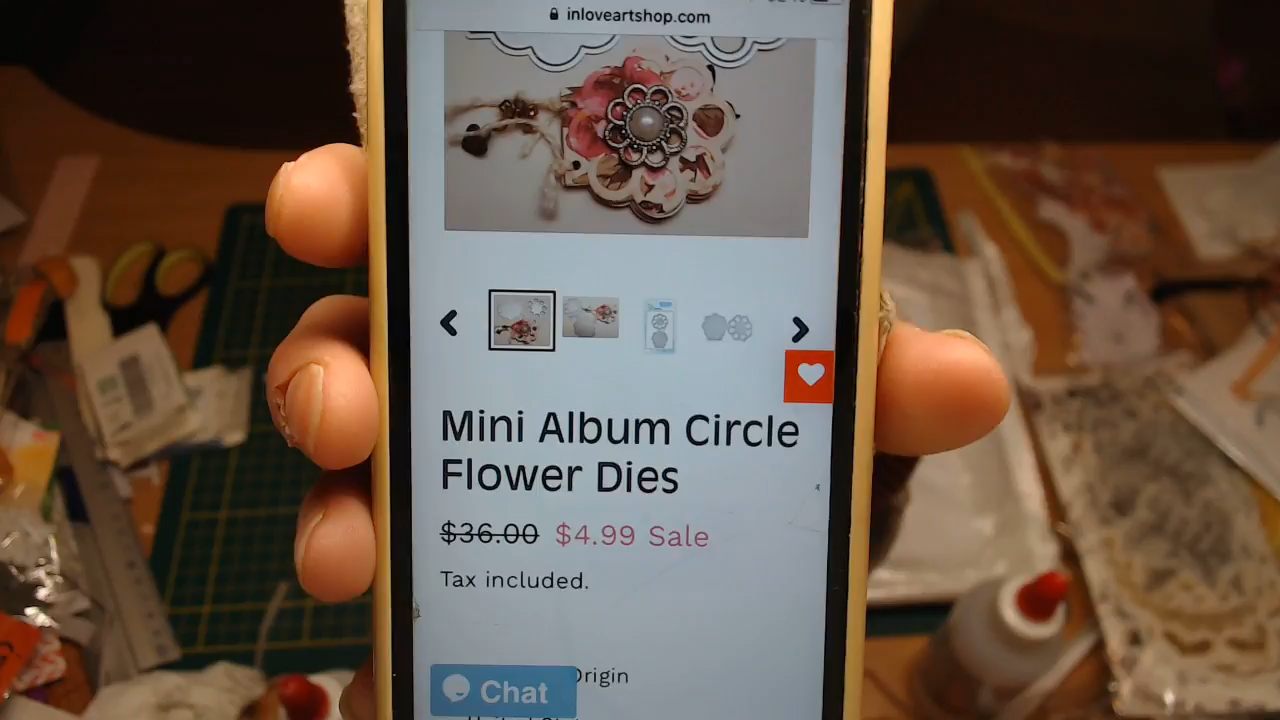 inloveartshop.com
Mini Album Circle
Flower Dies
$36.00 $4.99 Sale
Tax included.
Origin
Chat